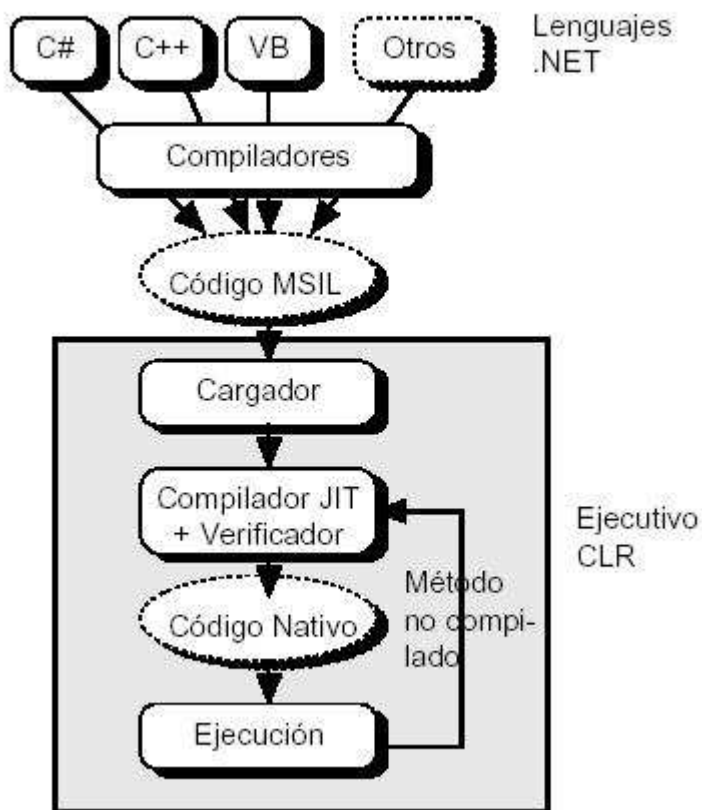 C#
C++
VB
Otros
Lenguajes
.NET
Compiladores
Código MSIL
Cargador
Compilador JIT
+ Verificador
Ejecutivo
CLR
Método
no compi-
lado
Código Nativo
Ejecución